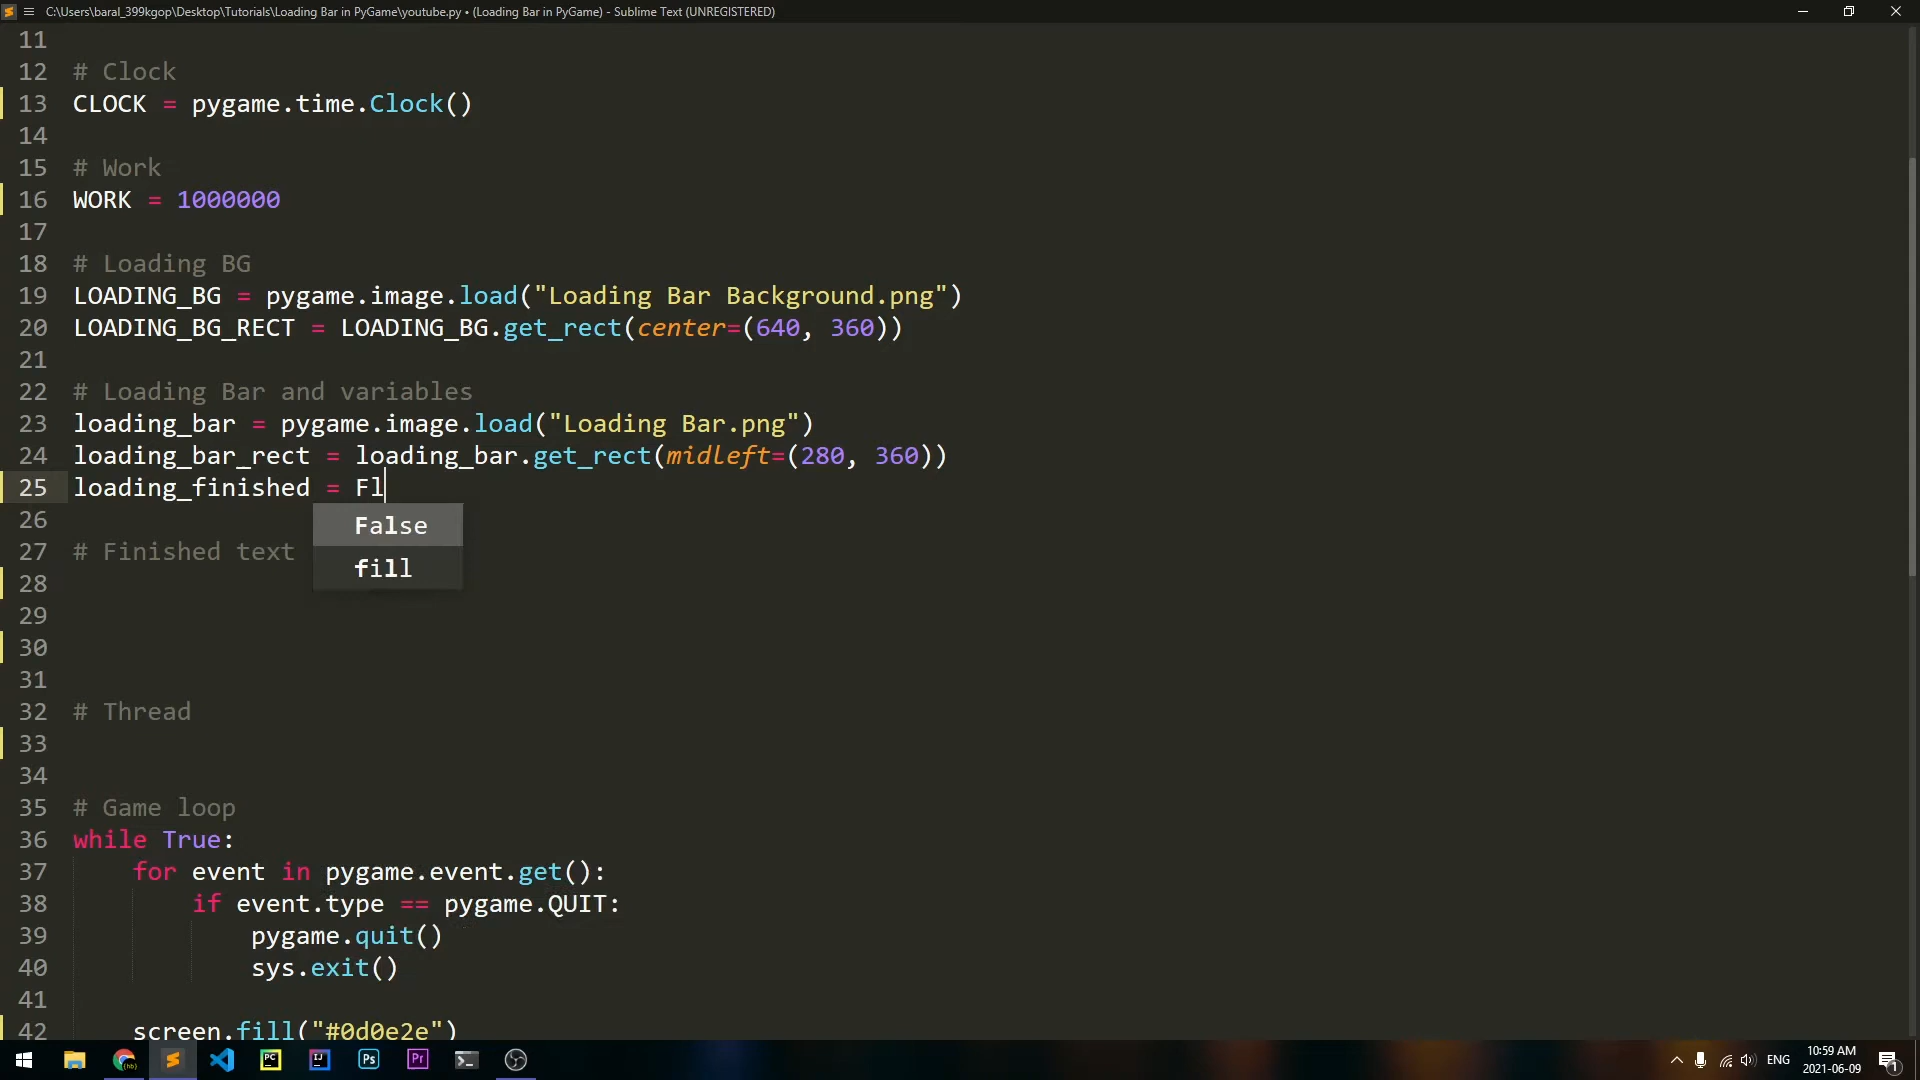 C:\Users\baral_399kgop\Desktop\Tutorials\Loading Bar in PyGame\youtube.py • (Loading Bar in PyGame) - Sublime Text (UNREGISTERED)
11
12 # Clock
13 CLOCK = pygame.time.Clock()
14
15 # Work
16 WORK = 1000000
17
18 # Loading BG
19 LOADING_BG = pygame.image.load("Loading Bar Background.png")
20 LOADING_BG_RECT = LOADING_BG.get_rect(center=(640, 360))
21
22 # Loading Bar and variables
23 loading_bar = pygame.image.load("Loading Bar.png")
24 loading_bar_rect = loading_bar.get_rect(midleft=(280, 360))
25 loading_finished = Fl
False
26
27 # Finished text
fill
28
29
30
31
32 # Thread
33
34
35 # Game loop
36 while True:
37 for event in pygame.event.get():
38 if event.type == pygame.QUIT:
39 pygame.quit()
40 sys.exit()
41
42 screen.fill("#0d0e2e")
(hb)
PC
IJ
Ps
Pr
ENG
10:59 AM
2021-06-09
1